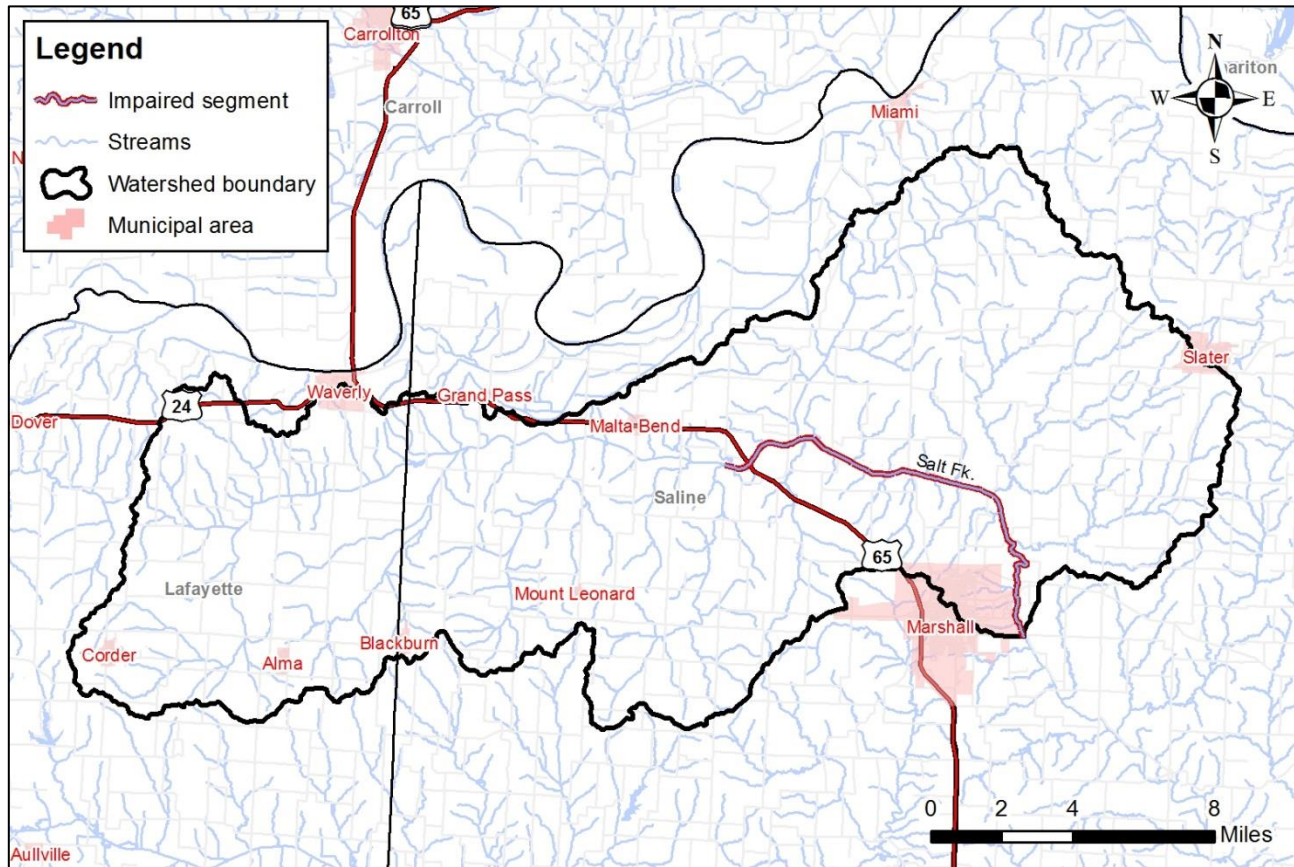 65
Carrollton
Legend
Impaired segment
Streams
Watershed boundary
Municipal area
Carroll
N
W
E
S
hariton
Miami
N
Slater
Waverly
Grand Pass
24
Dover
Malta Bend
Salt Fk.
Saline
65
Lafayette
Mount Leonard
Marshall
Blackburn
Corder
Alma
0 2 4 8
Miles
Aullville